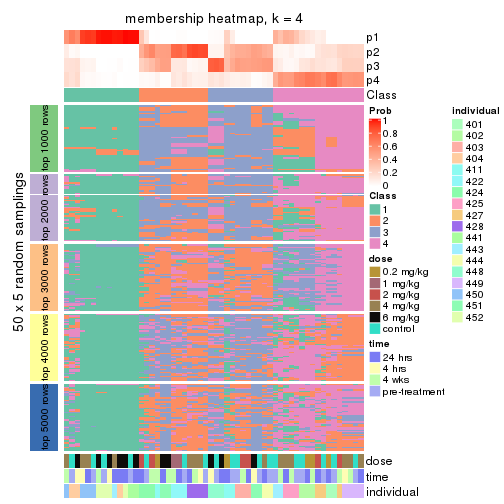 membership heatmap, k = 4
p1
p2
p3
p4
Class
50 x 5 random samplings
top 1000 rows
top 2000 rows
top 3000 rows
top 4000 rows
top 5000 rows
dose
time
individual
Prob
1
0.8
0.6
0.4
0.2
0
Class
1
2
3
4
dose
0.2 mg/kg
1 mg/kg
2 mg/kg
4 mg/kg
6 mg/kg
control
time
24 hrs
4 hrs
4 wks
pre-treatment
individual
401
402
403
404
411
422
424
425
427
428
441
443
444
448
449
450
451
452